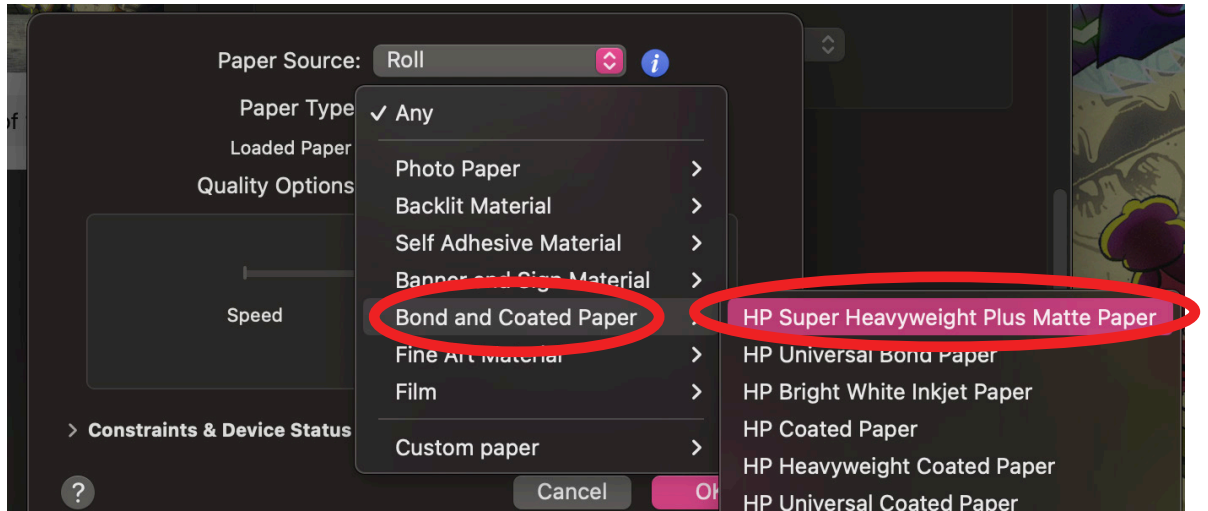 Paper Source: Roll
Paper Type
✓ Any
of
Loaded Paper
Photo Paper
Quality Options
Backlit Material
Self Adhesive Material
Banner and Sign Material
Speed
Bond and Coated Paper
HP Super Heavyweight Plus Matte Paper
Fine Art Material
HP Universal Bond Paper
Film
HP Bright White Inkjet Paper
Constraints & Device Status
HP Coated Paper
Custom paper
HP Heavyweight Coated Paper
? Cancel OK
HP Universal Coated Paper